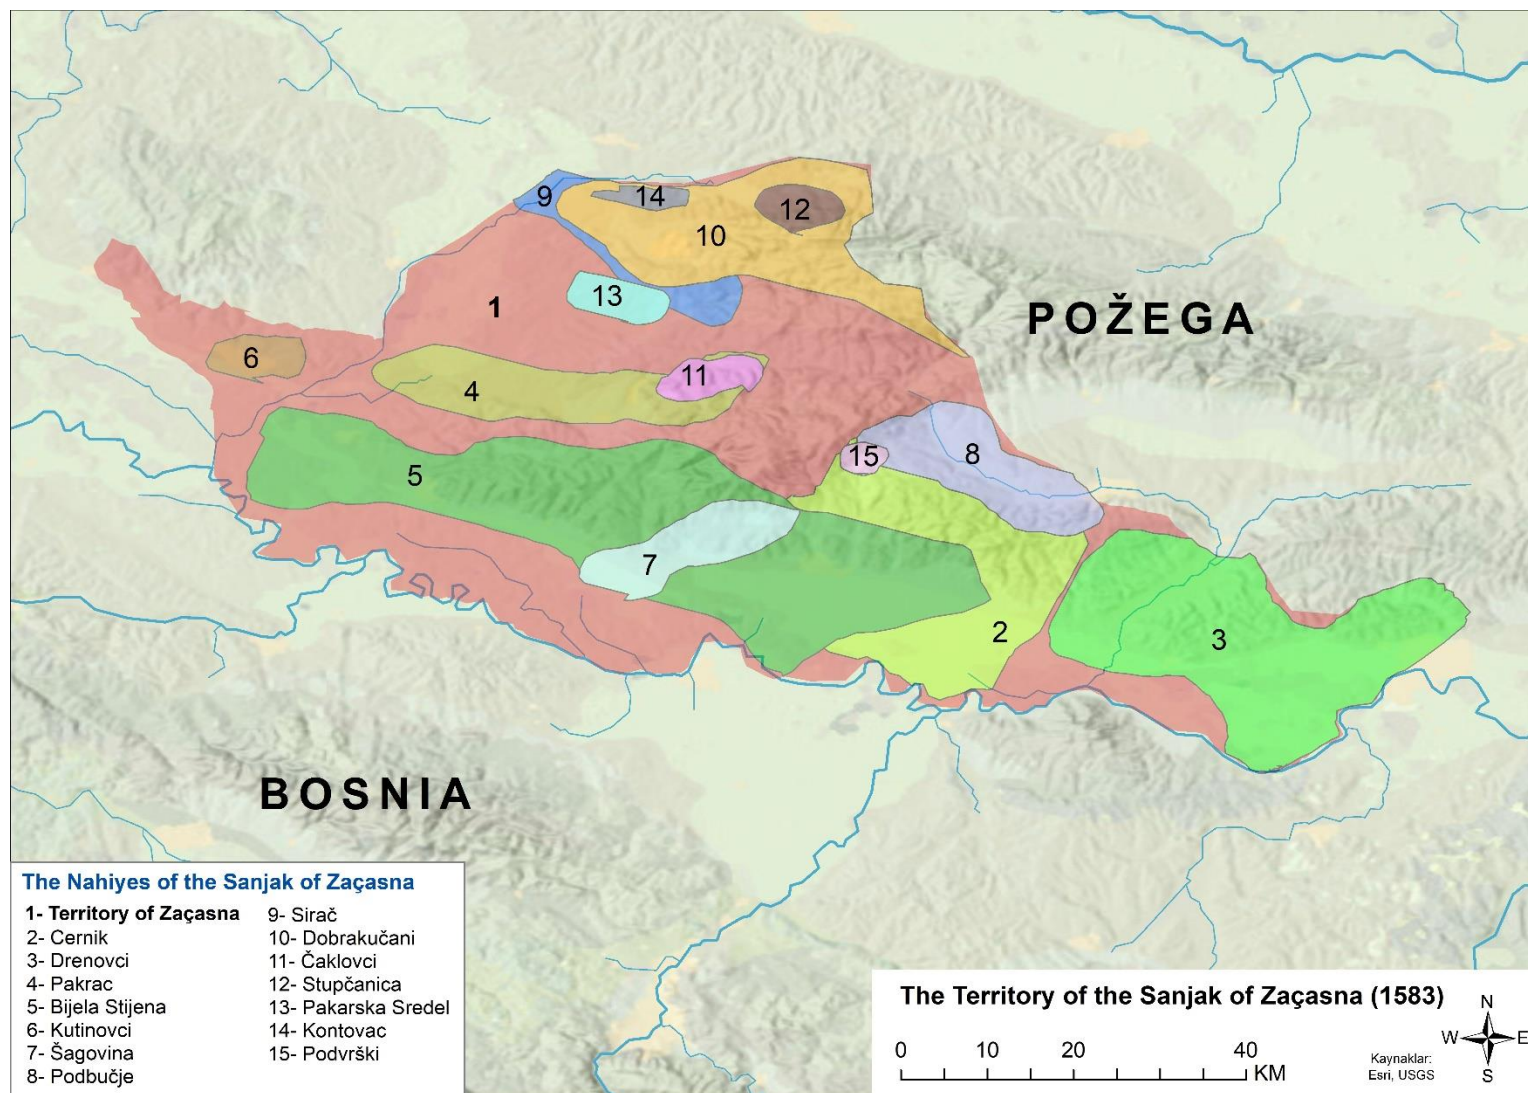 9
14
12
10
1
13
POŽEGA
6
4
11
5
15
8
7
2
3
BOSNIA
The Nahiyes of the Sanjak of Zaçasna
1- Territory of Zaçasna
2- Cernik
3- Drenovci
4- Pakrac
5- Bijela Stijena
6- Kutinovci
7- Šagovina
8- Podbučje
9- Sirač
10- Dobrakučani
11- Čaklovci
12- Stupčanica
13- Pakarska Sredel
14- Kontovac
15- Podvrški
The Territory of the Sanjak of Zaçasna (1583)
0 10 20 40
KM
Kaynaklar:
Esri, USGS
N
W E
S